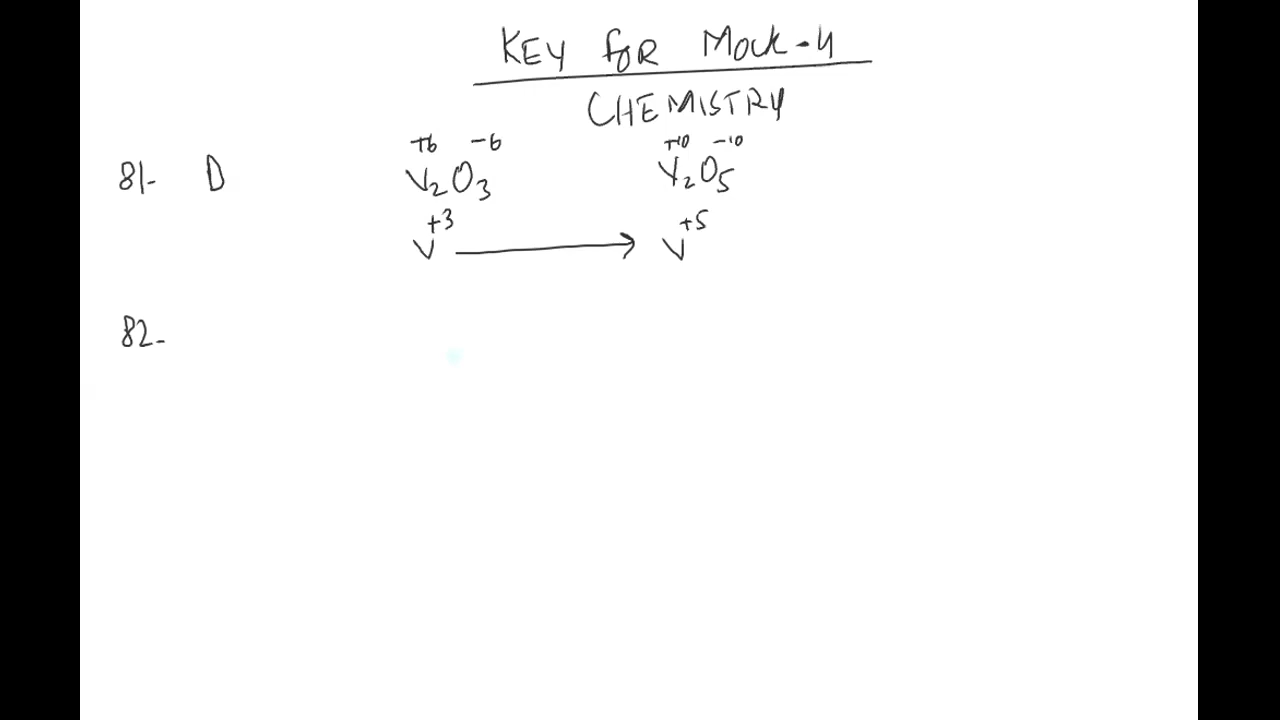 KEY foR Mock-4
CHEMISTRY
+6 -6 +10 -10
81- D V₂O₃ V₂O₅
V⁺³ ⟶ V⁺⁵
82-